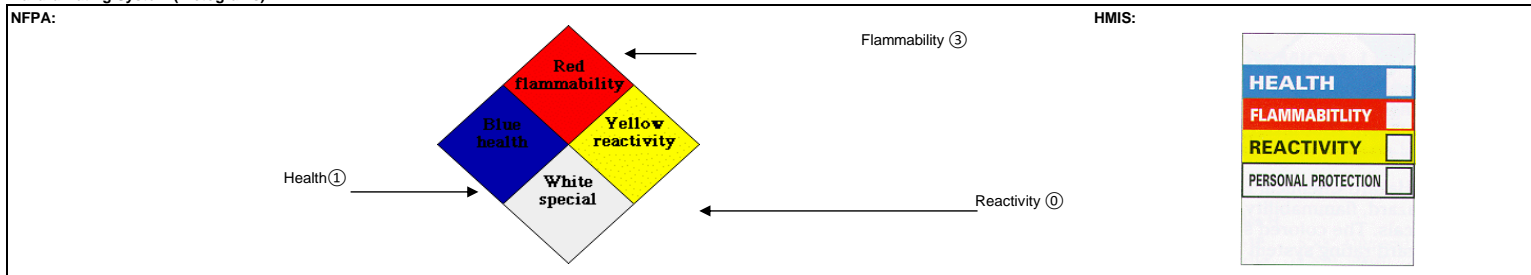 NFPA:
HMIS:
Flammability ③
Red
flammability
Blue
health
Yellow
reactivity
White
special
Health①
Reactivity ⓪
HEALTH
FLAMMABITLITY
REACTIVITY
PERSONAL PROTECTION